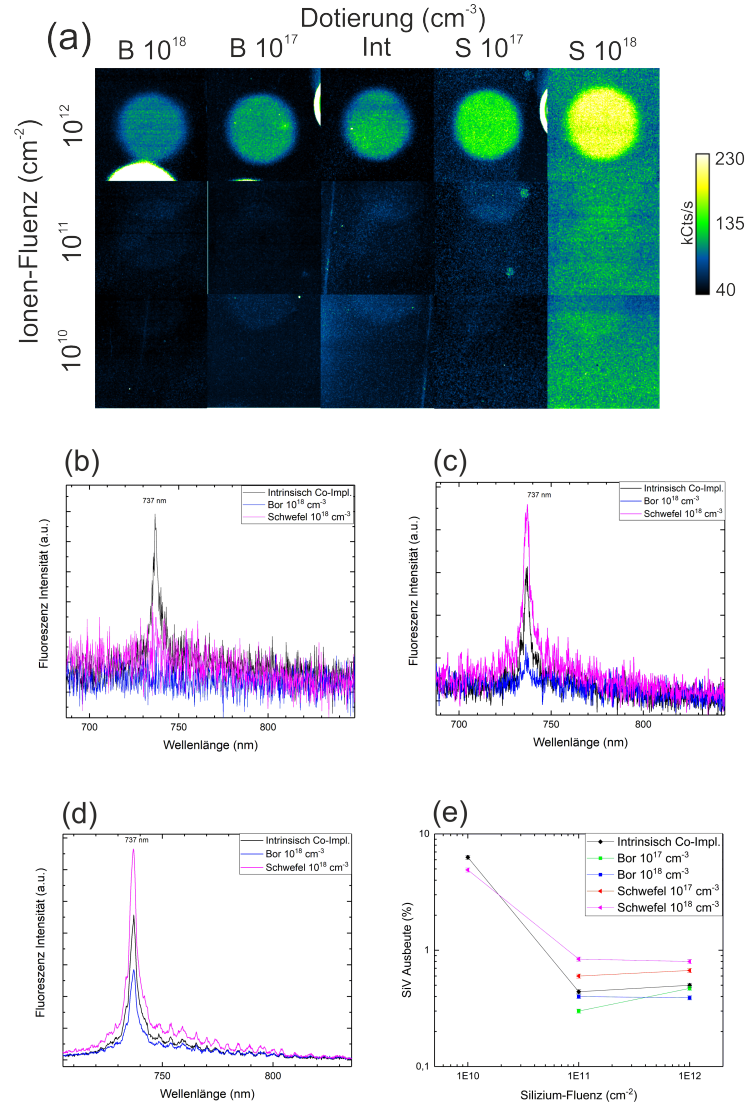 Dotierung (cm⁻³)
(a)
B 10¹⁸ B 10¹⁷ Int S 10¹⁷ S 10¹⁸
Ionen-Fluenz (cm⁻²)
10¹²
10¹¹
10¹⁰
230
135
40
kCts/s
(b)
737 nm
Intrinsisch Co-Impl.
Bor 10¹⁸ cm⁻³
Schwefel 10¹⁸ cm⁻³
Fluoreszenz Intensität (a.u.)
700 750 800
Wellenlänge (nm)
(c)
737 nm
Intrinsisch Co-Impl.
Bor 10¹⁸ cm⁻³
Schwefel 10¹⁸ cm⁻³
Fluoreszenz Intensität (a.u.)
700 750 800
Wellenlänge (nm)
(d)
737 nm
Intrinsisch Co-Impl.
Bor 10¹⁸ cm⁻³
Schwefel 10¹⁸ cm⁻³
Fluoreszenz Intensität (a.u.)
750 800
Wellenlänge (nm)
(e)
Intrinsisch Co-Impl.
Bor 10¹⁷ cm⁻³
Bor 10¹⁸ cm⁻³
Schwefel 10¹⁷ cm⁻³
Schwefel 10¹⁸ cm⁻³
SiV Ausbeute (%)
10
1
0,1
1E10 1E11 1E12
Silizium-Fluenz (cm⁻²)